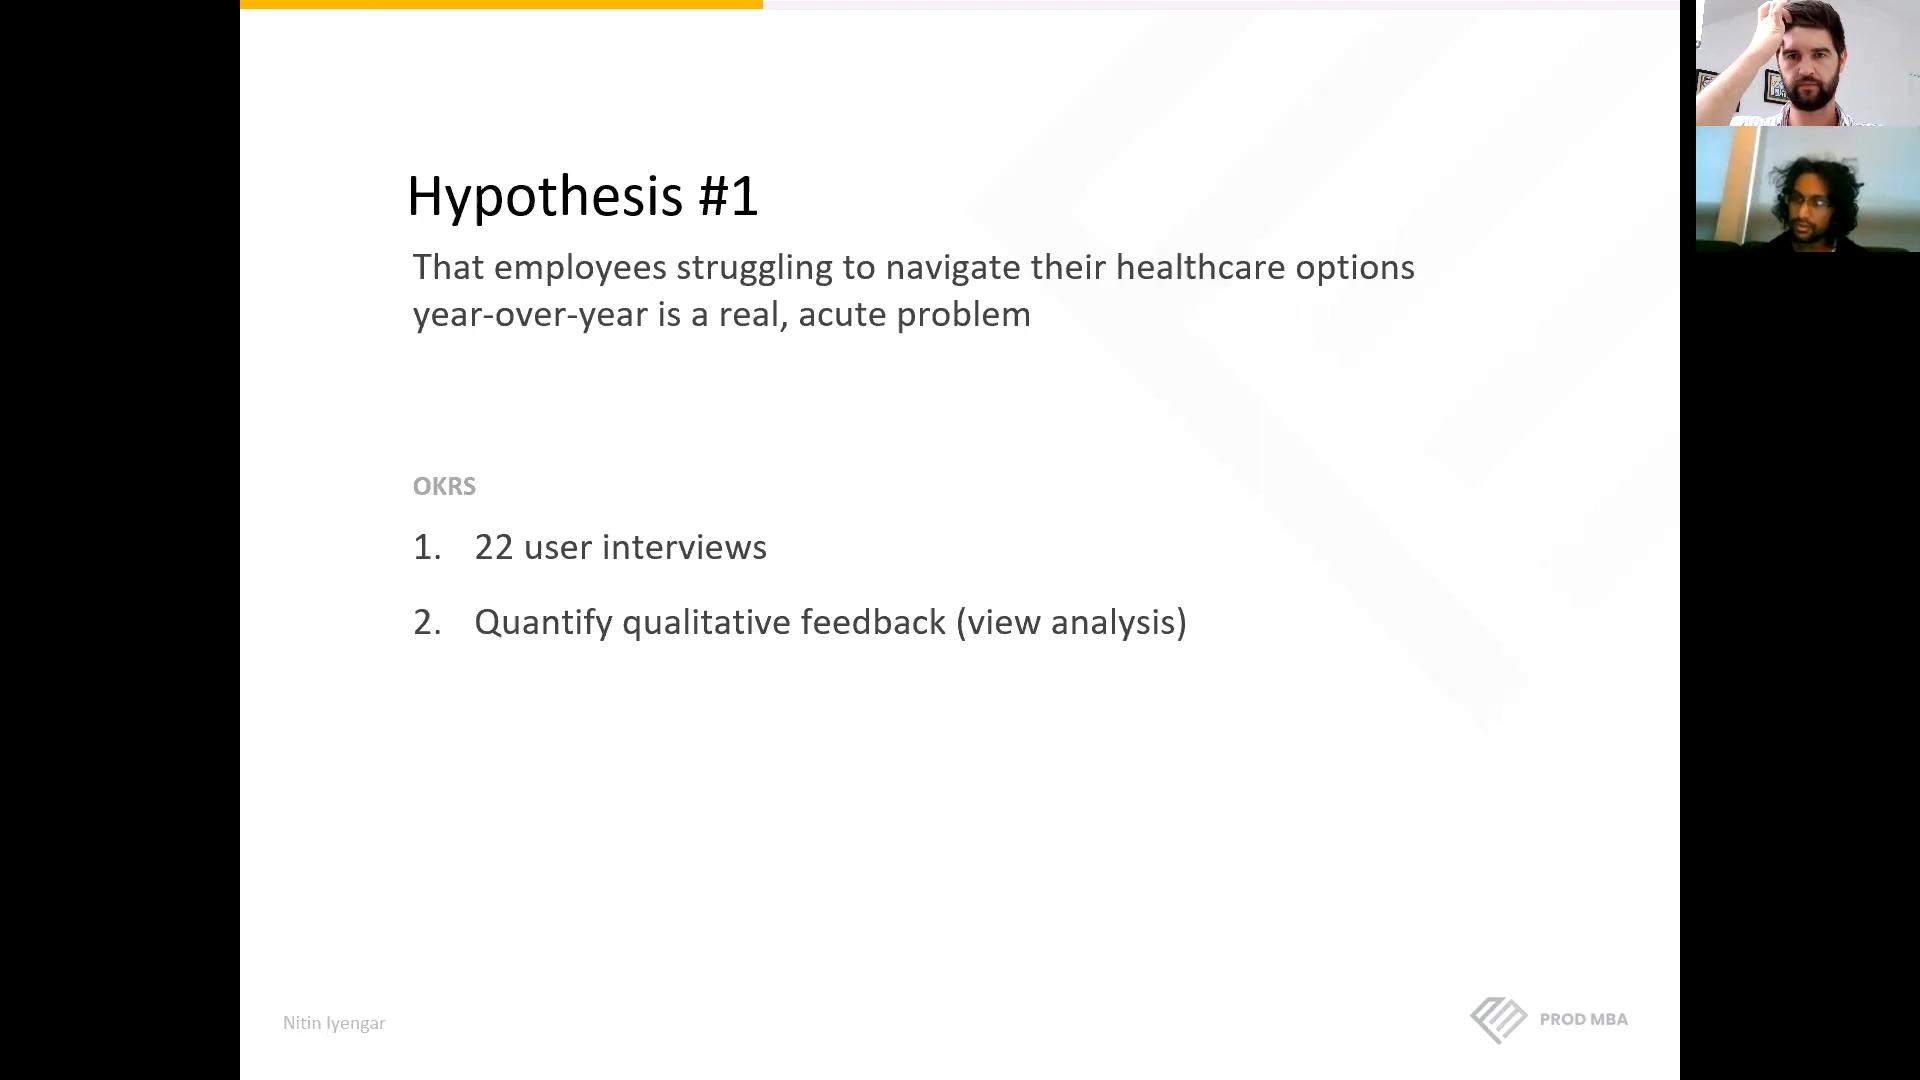 Hypothesis #1
That employees struggling to navigate their healthcare options
year-over-year is a real, acute problem
OKRS
1. 22 user interviews
2. Quantify qualitative feedback (view analysis)
Nitin Iyengar
PROD MBA